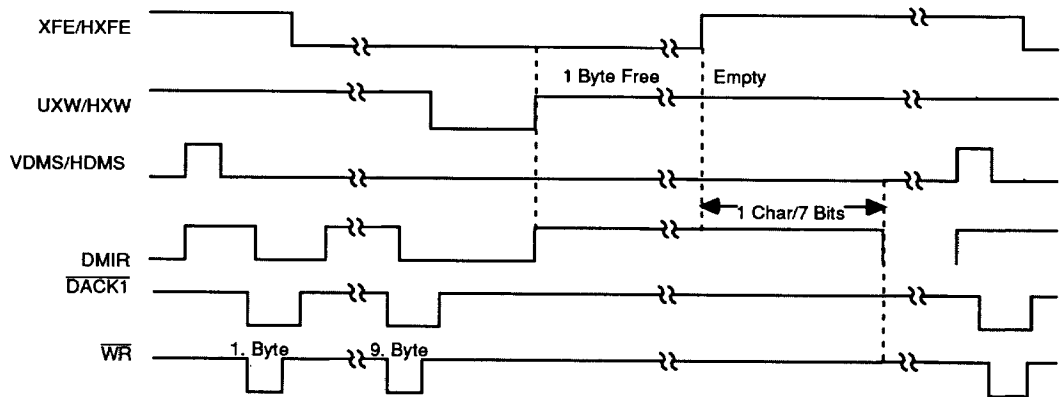 XFE/HXFE
1 Byte Free Empty
UXW/HXW
VDMS/HDMS
1 Char/7 Bits
DMIR
DACK1
1. Byte 9. Byte
WR